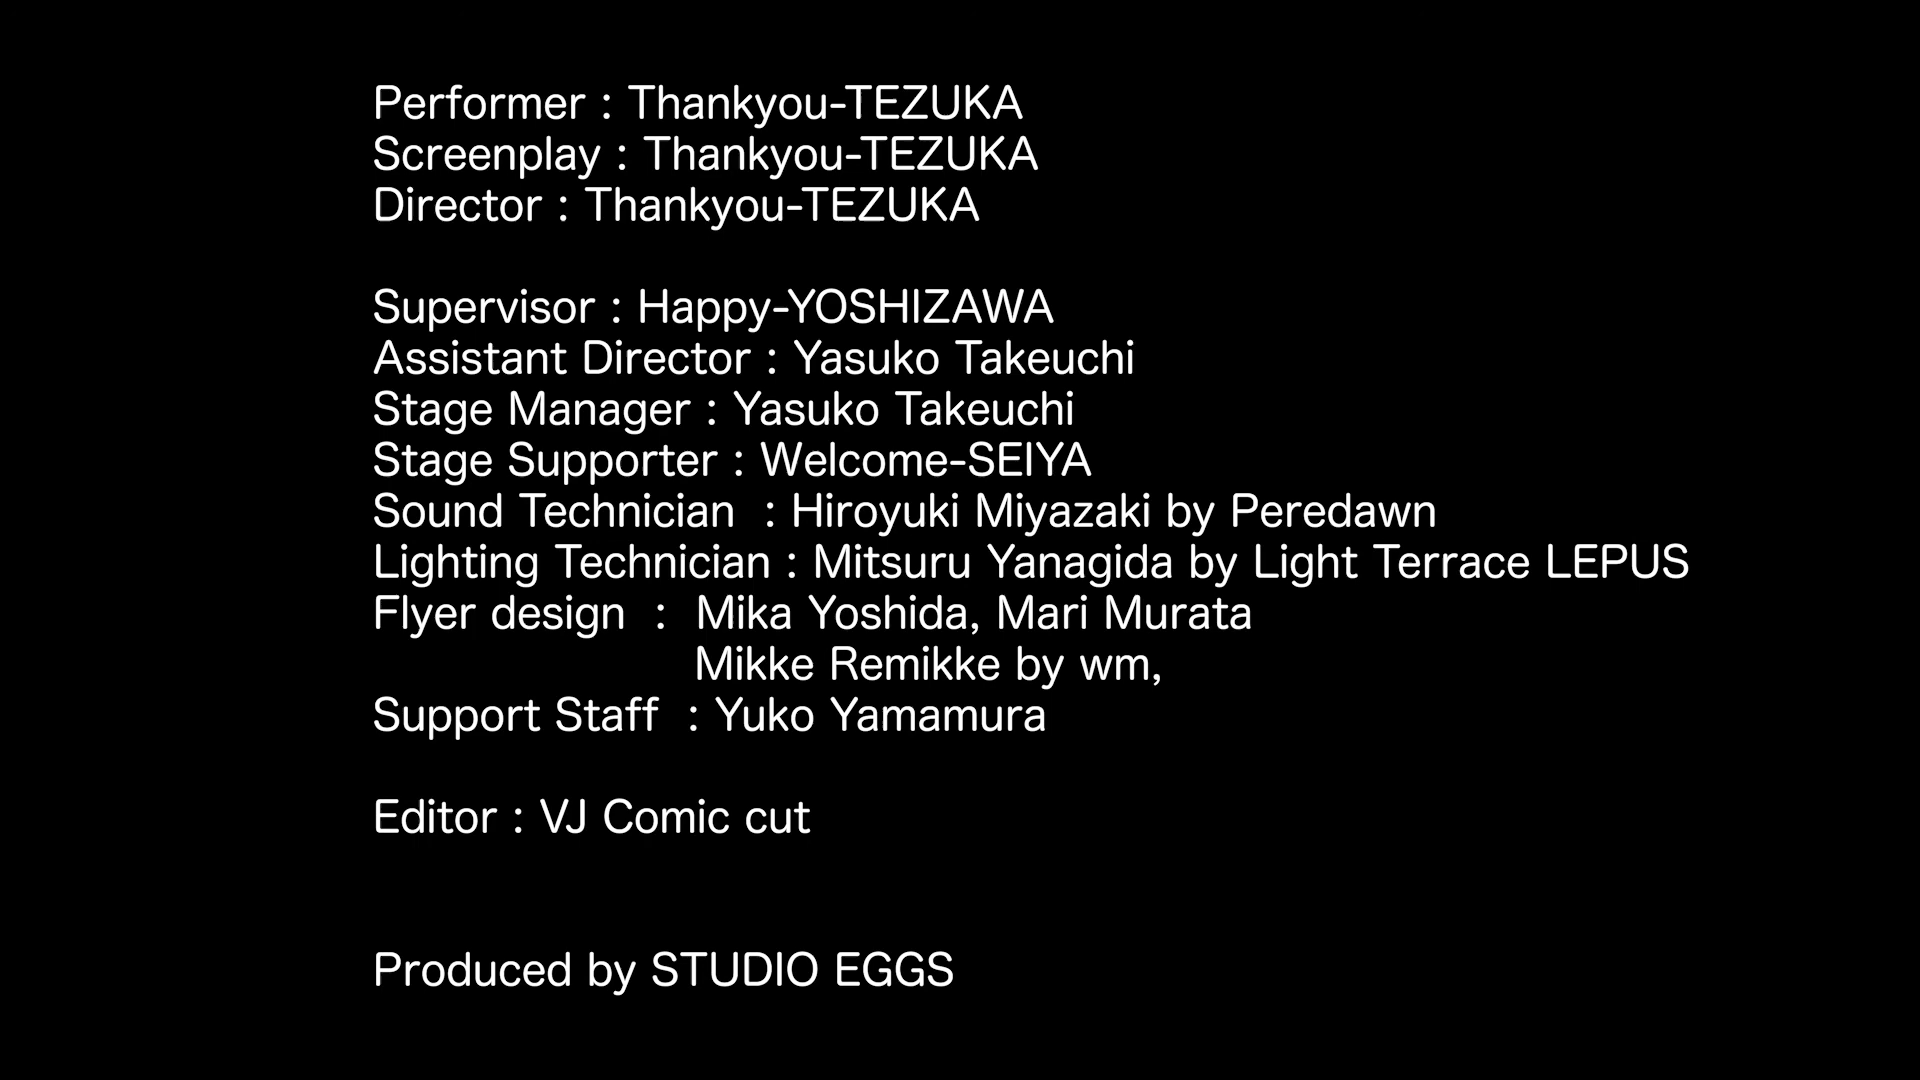 Performer : Thankyou-TEZUKA
Screenplay : Thankyou-TEZUKA
Director : Thankyou-TEZUKA
Supervisor : Happy-YOSHIZAWA
Assistant Director : Yasuko Takeuchi
Stage Manager : Yasuko Takeuchi
Stage Supporter : Welcome-SEIYA
Sound Technician : Hiroyuki Miyazaki by Peredawn
Lighting Technician : Mitsuru Yanagida by Light Terrace LEPUS
Flyer design : Mika Yoshida, Mari Murata
Mikke Remikke by wm,
Support Staff : Yuko Yamamura
Editor : VJ Comic cut
Produced by STUDIO EGGS